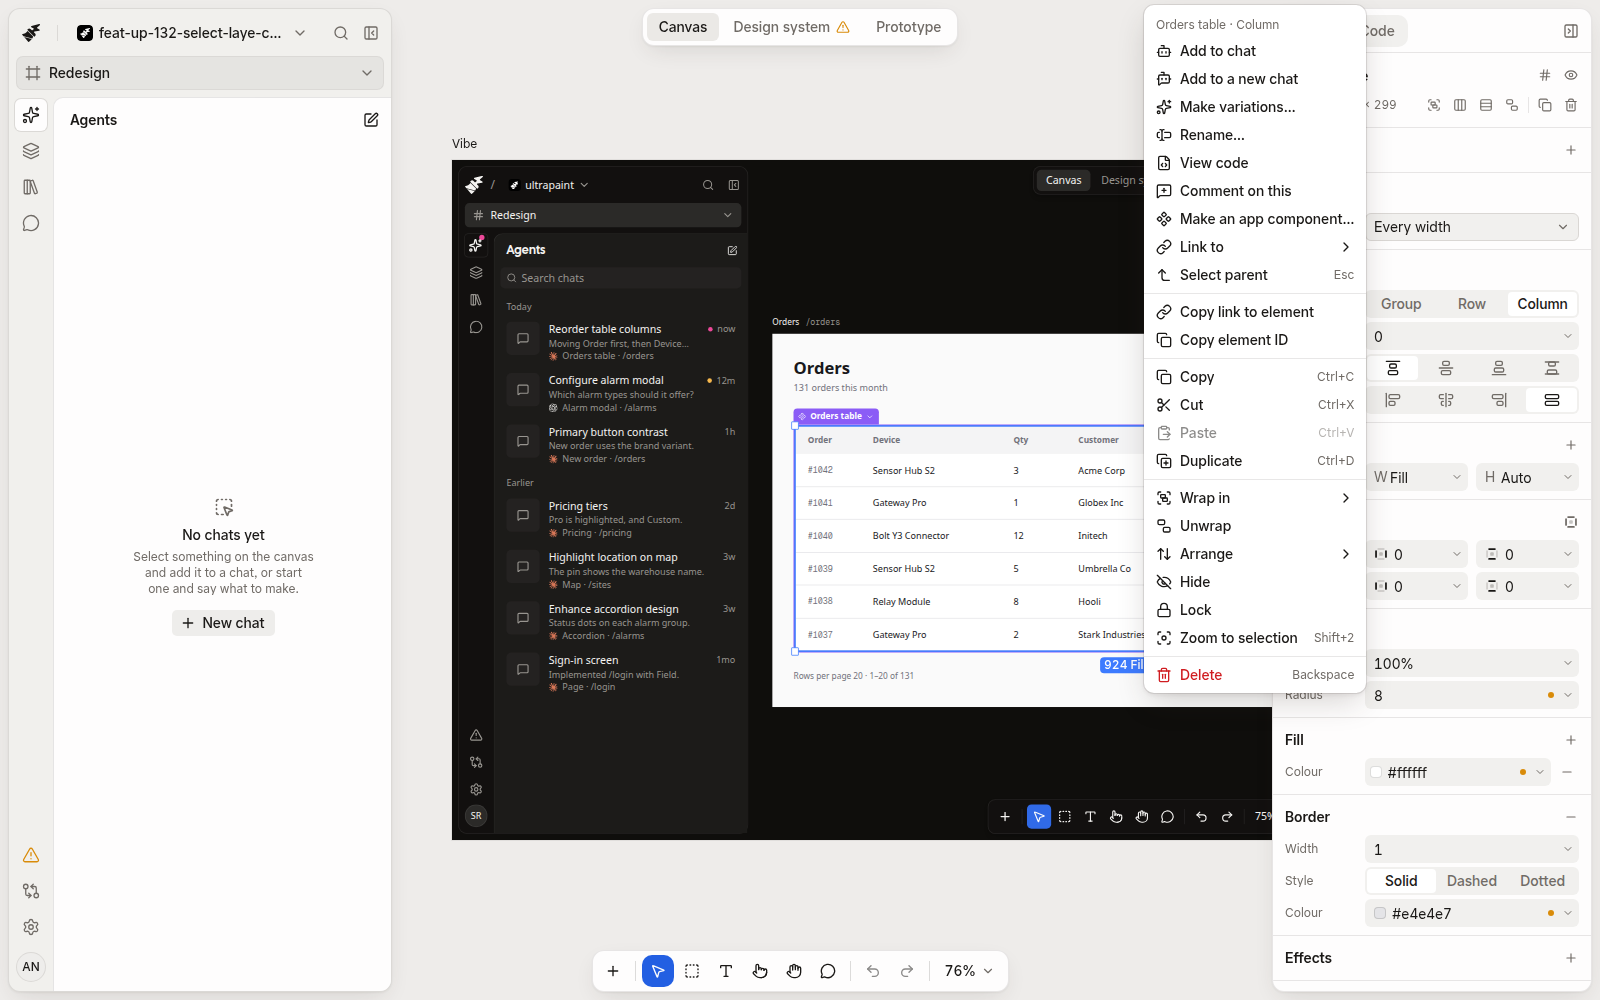 feat-up-132-select-laye-c...
Redesign
Agents
No chats yet
Select something on the canvas
and add it to a chat, or start
one and say what to make.
New chat
AN
Canvas
Design system
Prototype
Vibe
/
ultrapaint
Redesign
Agents
Search chats
Today
Reorder table columns
now
Moving Order first, then Device...
Orders table · /orders
Configure alarm modal
12m
Which alarm types should it offer?
Alarm modal · /alarms
Primary button contrast
1h
New order uses the brand variant.
New order · /orders
Earlier
Pricing tiers
2d
Pro is highlighted, and Custom.
Pricing · /pricing
Highlight location on map
3w
The pin shows the warehouse name.
Map · /sites
Enhance accordion design
3w
Status dots on each alarm group.
Accordion · /alarms
Sign-in screen
1mo
Implemented /login with Field.
Page · /login
SR
Canvas
Design s
Orders /orders
Orders
131 orders this month
Orders table
Order Device Qty Customer
#1042 Sensor Hub S2 3 Acme Corp
#1041 Gateway Pro 1 Globex Inc
#1040 Bolt Y3 Connector 12 Initech
#1039 Sensor Hub S2 5 Umbrella Co
#1038 Relay Module 8 Hooli
#1037 Gateway Pro 2 Stark Industries
924 Fil
Rows per page 20 · 1–20 of 131
75%
76%
Orders table · Column
Add to chat
Add to a new chat
Make variations...
Rename...
View code
Comment on this
Make an app component...
Link to
Select parent Esc
Copy link to element
Copy element ID
Copy Ctrl+C
Cut Ctrl+X
Paste Ctrl+V
Duplicate Ctrl+D
Wrap in
Unwrap
Arrange
Hide
Lock
Zoom to selection Shift+2
Delete Backspace
Code
× 299
Every width
Group Row Column
0
W Fill H Auto
0 0
0 0
100%
Radius 8
Fill
Colour #ffffff
Border
Width 1
Style Solid Dashed Dotted
Colour #e4e4e7
Effects